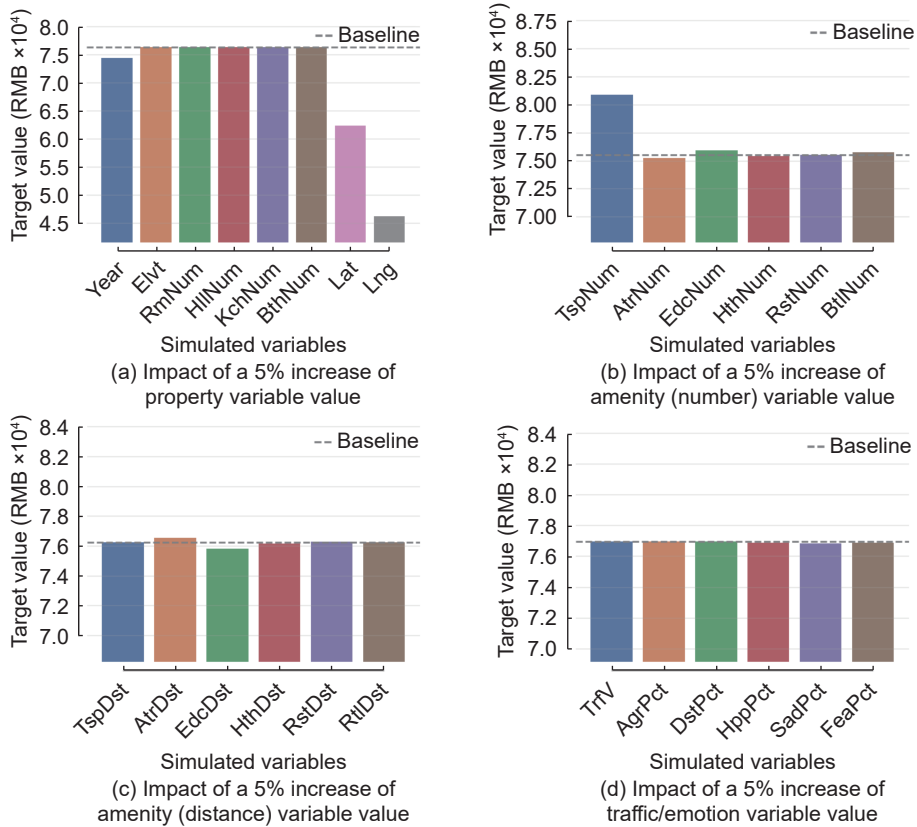 Target value (RMB ×10⁴)
8.0
7.5
7.0
6.5
6.0
5.5
5.0
4.5
Baseline
Year
Elvt
RmNum
HllNum
KchNum
BthNum
Lat
Lng
Simulated variables
(a) Impact of a 5% increase of
property variable value
Target value (RMB ×10⁴)
8.75
8.50
8.25
8.00
7.75
7.50
7.25
7.00
Baseline
TspNum
AtrNum
EdcNum
HthNum
RstNum
BtlNum
Simulated variables
(b) Impact of a 5% increase of
amenity (number) variable value
Target value (RMB ×10⁴)
8.4
8.2
8.0
7.8
7.6
7.4
7.2
7.0
Baseline
TspDst
AtrDst
EdcDst
HthDst
RstDst
RtlDst
Simulated variables
(c) Impact of a 5% increase of
amenity (distance) variable value
Target value (RMB ×10⁴)
8.4
8.2
8.0
7.8
7.6
7.4
7.2
7.0
Baseline
TrfV
AgrPct
DstPct
HppPct
SadPct
FeaPct
Simulated variables
(d) Impact of a 5% increase of
traffic/emotion variable value